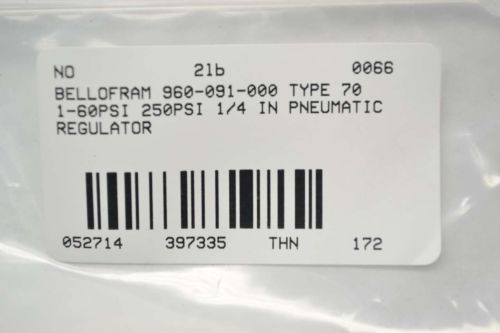 NO 2lb 0066
BELLOFRAM 960-091-000 TYPE 70
1-60PSI 250PSI 1/4 IN PNEUMATIC
REGULATOR
052714 397335 THN 172